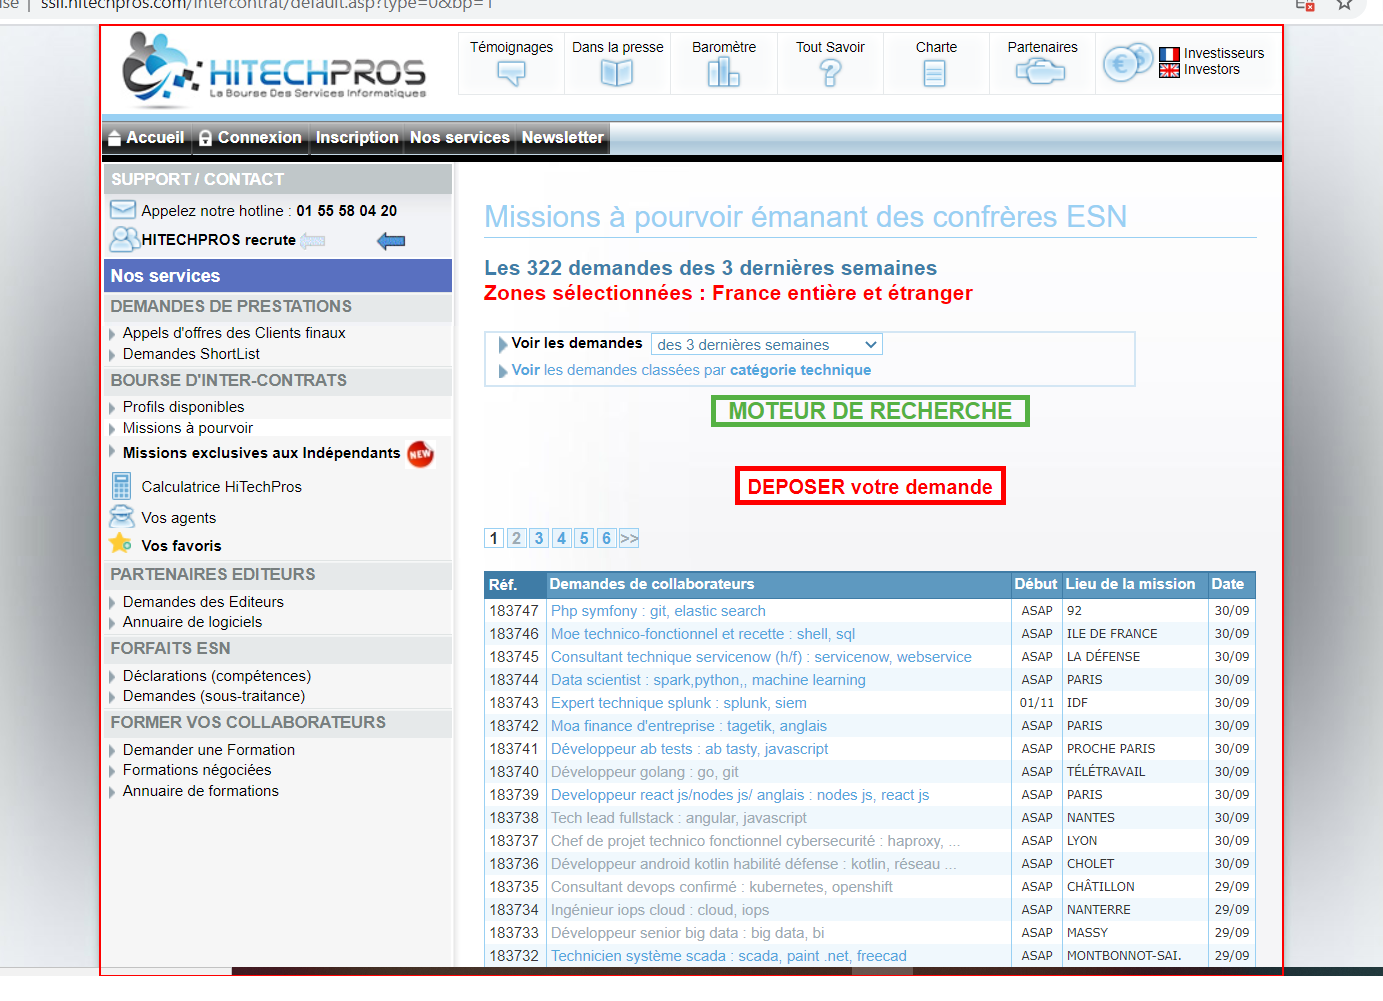 ssii.hitechpros.com/intercontrat/default.asp?type=0&bp=1
HITECHPROS
La Bourse Des Services Informatiques
Témoignages
Dans la presse
Baromètre
Tout Savoir
Charte
Partenaires
Investisseurs
Investors
Accueil Connexion Inscription Nos services Newsletter
SUPPORT / CONTACT
Appelez notre hotline : 01 55 58 04 20
HITECHPROS recrute
Nos services
DEMANDES DE PRESTATIONS
Appels d'offres des Clients finaux
Demandes ShortList
BOURSE D'INTER-CONTRATS
Profils disponibles
Missions à pourvoir
Missions exclusives aux Indépendants NEW
Calculatrice HiTechPros
Vos agents
Vos favoris
PARTENAIRES EDITEURS
Demandes des Editeurs
Annuaire de logiciels
FORFAITS ESN
Déclarations (compétences)
Demandes (sous-traitance)
FORMER VOS COLLABORATEURS
Demander une Formation
Formations négociées
Annuaire de formations
Missions à pourvoir émanant des confrères ESN
Les 322 demandes des 3 dernières semaines
Zones sélectionnées : France entière et étranger
Voir les demandes des 3 dernières semaines
Voir les demandes classées par catégorie technique
MOTEUR DE RECHERCHE
DEPOSER votre demande
1 2 3 4 5 6 >>
Réf. Demandes de collaborateurs Début Lieu de la mission Date
183747 Php symfony : git, elastic search ASAP 92 30/09
183746 Moe technico-fonctionnel et recette : shell, sql ASAP ILE DE FRANCE 30/09
183745 Consultant technique servicenow (h/f) : servicenow, webservice ASAP LA DÉFENSE 30/09
183744 Data scientist : spark,python,, machine learning ASAP PARIS 30/09
183743 Expert technique splunk : splunk, siem 01/11 IDF 30/09
183742 Moa finance d'entreprise : tagetik, anglais ASAP PARIS 30/09
183741 Développeur ab tests : ab tasty, javascript ASAP PROCHE PARIS 30/09
183740 Développeur golang : go, git ASAP TÉLÉTRAVAIL 30/09
183739 Developpeur react js/nodes js/ anglais : nodes js, react js ASAP PARIS 30/09
183738 Tech lead fullstack : angular, javascript ASAP NANTES 30/09
183737 Chef de projet technico fonctionnel cybersecurité : haproxy, ... ASAP LYON 30/09
183736 Développeur android kotlin habilité défense : kotlin, réseau ... ASAP CHOLET 30/09
183735 Consultant devops confirmé : kubernetes, openshift ASAP CHÂTILLON 29/09
183734 Ingénieur iops cloud : cloud, iops ASAP NANTERRE 29/09
183733 Développeur senior big data : big data, bi ASAP MASSY 29/09
183732 Technicien système scada : scada, paint .net, freecad ASAP MONTBONNOT-SAI. 29/09